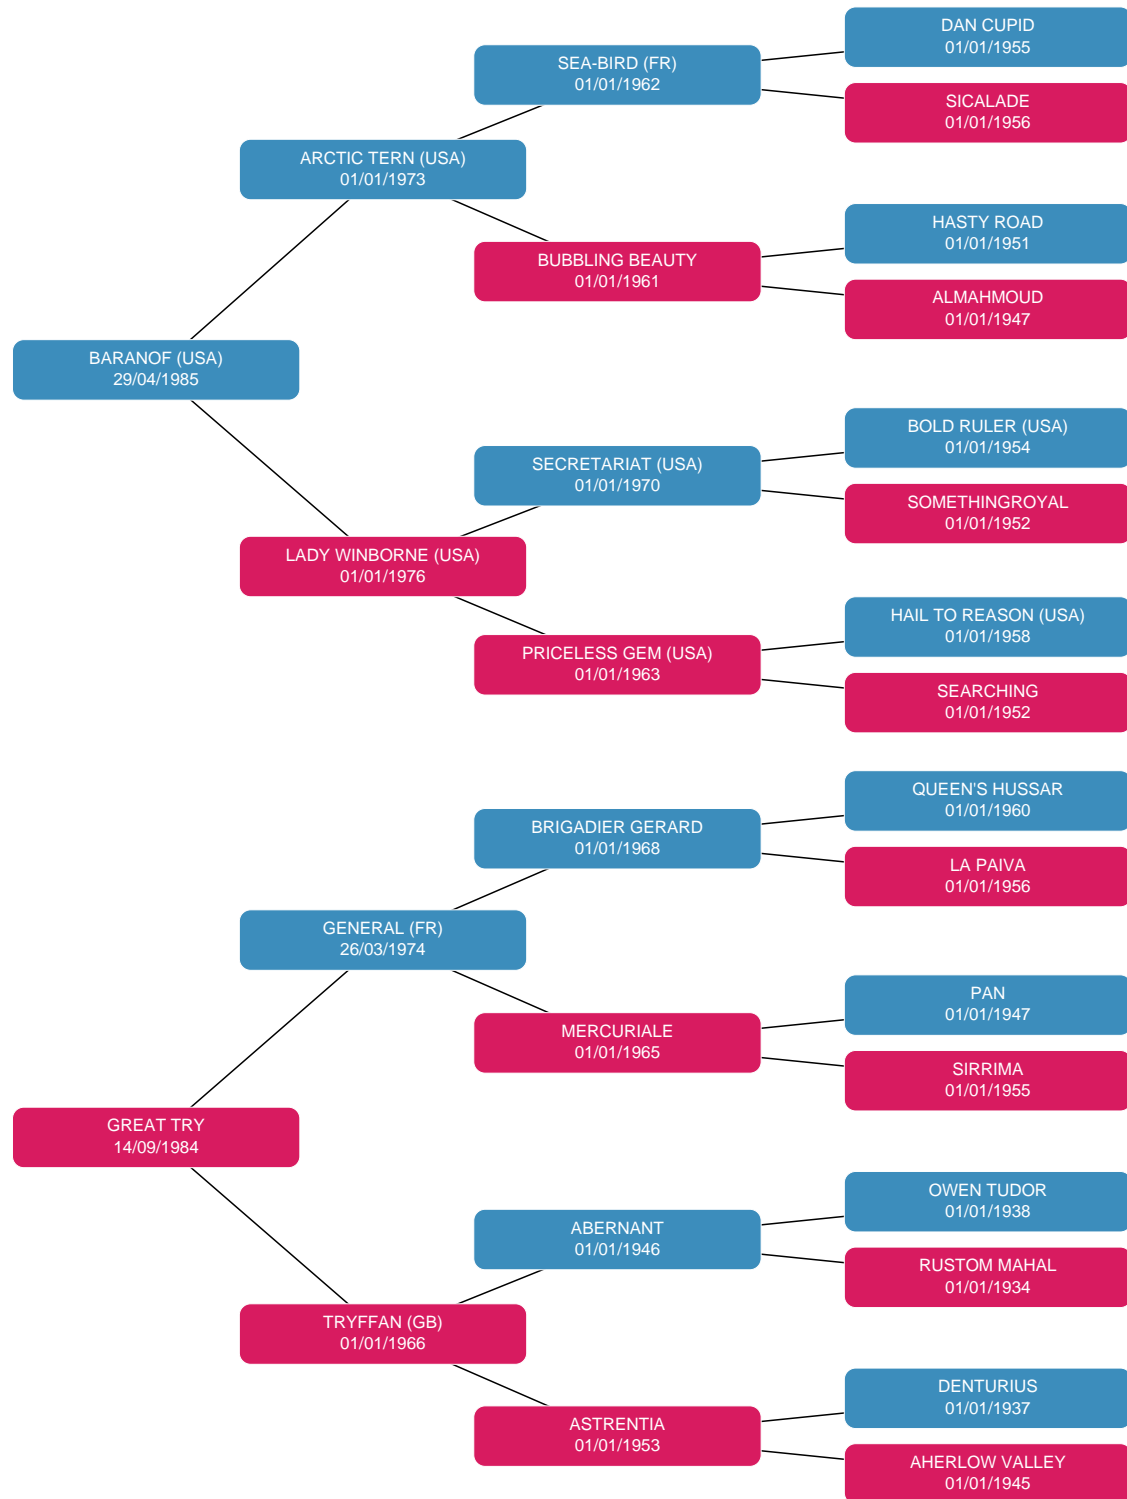 DAN CUPID
01/01/1955
SEA-BIRD (FR)
01/01/1962
SICALADE
01/01/1956
ARCTIC TERN (USA)
01/01/1973
HASTY ROAD
01/01/1951
BUBBLING BEAUTY
01/01/1961
ALMAHMOUD
01/01/1947
BARANOF (USA)
29/04/1985
BOLD RULER (USA)
01/01/1954
SECRETARIAT (USA)
01/01/1970
SOMETHINGROYAL
01/01/1952
LADY WINBORNE (USA)
01/01/1976
HAIL TO REASON (USA)
01/01/1958
PRICELESS GEM (USA)
01/01/1963
SEARCHING
01/01/1952
QUEEN'S HUSSAR
01/01/1960
BRIGADIER GERARD
01/01/1968
LA PAIVA
01/01/1956
GENERAL (FR)
26/03/1974
PAN
01/01/1947
MERCURIALE
01/01/1965
SIRRIMA
01/01/1955
GREAT TRY
14/09/1984
OWEN TUDOR
01/01/1938
ABERNANT
01/01/1946
RUSTOM MAHAL
01/01/1934
TRYFFAN (GB)
01/01/1966
DENTURIUS
01/01/1937
ASTRENTIA
01/01/1953
AHERLOW VALLEY
01/01/1945